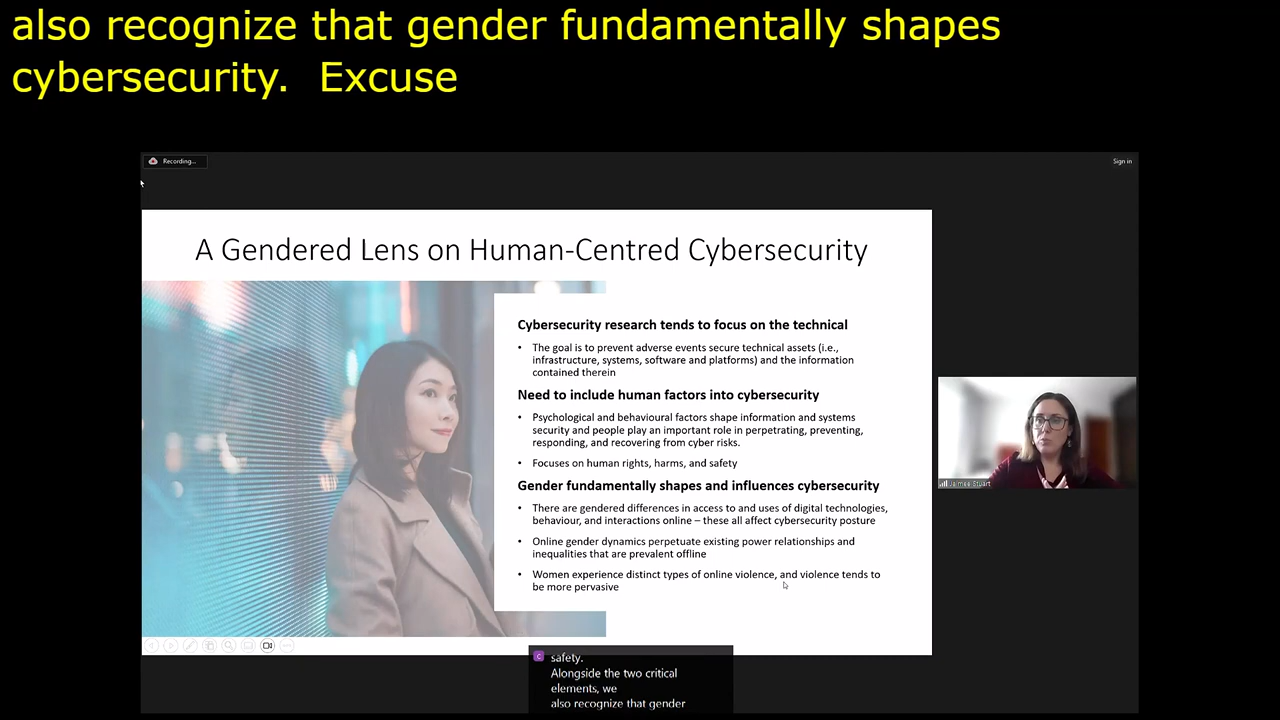 also recognize that gender fundamentally shapes
cybersecurity.  Excuse
Recording...
Sign in
A Gendered Lens on Human-Centred Cybersecurity
Cybersecurity research tends to focus on the technical
• The goal is to prevent adverse events secure technical assets (i.e.,
infrastructure, systems, software and platforms) and the information
contained therein
Need to include human factors into cybersecurity
• Psychological and behavioural factors shape information and systems
security and people play an important role in perpetrating, preventing,
responding, and recovering from cyber risks.
• Focuses on human rights, harms, and safety
Gender fundamentally shapes and influences cybersecurity
• There are gendered differences in access to and uses of digital technologies,
behaviour, and interactions online – these all affect cybersecurity posture
• Online gender dynamics perpetuate existing power relationships and
inequalities that are prevalent offline
• Women experience distinct types of online violence, and violence tends to
be more pervasive
Jaimee Stuart
C
safety.
Alongside the two critical
elements, we
also recognize that gender